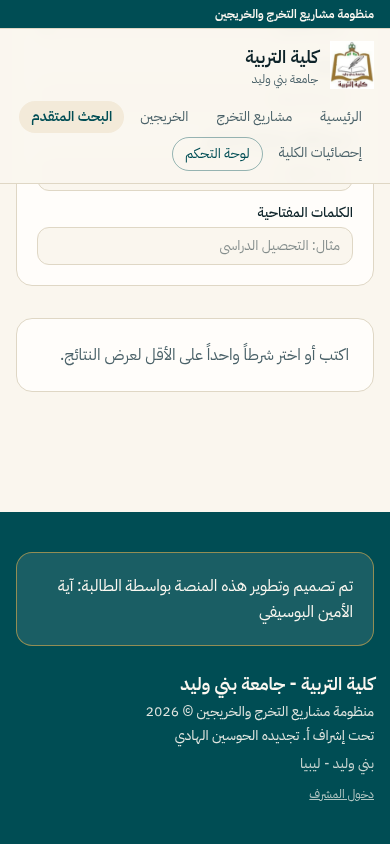 منظومة مشاريع التخرج والخريجين
كلية التربية
جامعة بني وليد
الرئيسية
مشاريع التخرج
الخريجين
البحث المتقدم
إحصائيات الكلية
لوحة التحكم
الكلمات المفتاحية
مثال: التحصيل الدراسي
اكتب أو اختر شرطاً واحداً على الأقل لعرض النتائج.
تم تصميم وتطوير هذه المنصة بواسطة الطالبة: آية
الأمين البوسيفي
كلية التربية - جامعة بني وليد
منظومة مشاريع التخرج والخريجين © 2026
تحت إشراف أ. تجديده الحوسين الهادي
بني وليد - ليبيا
دخول المشرف